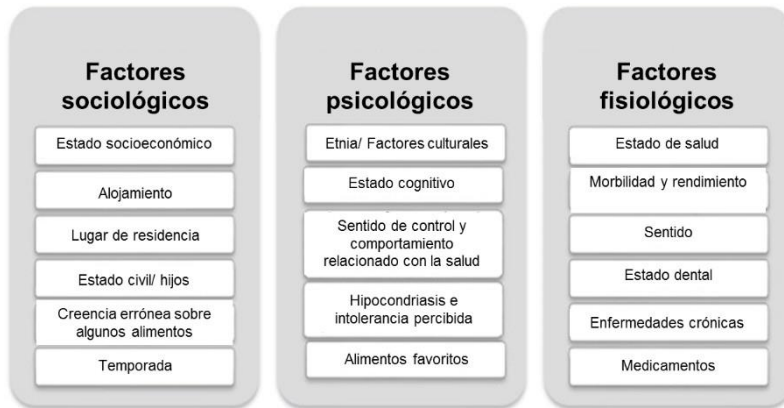 Factores
sociológicos
Estado socioeconómico
Alojamiento
Lugar de residencia
Estado civil/ hijos
Creencia errónea sobre
algunos alimentos
Temporada
Factores
psicológicos
Etnia/ Factores culturales
Estado cognitivo
Sentido de control y
comportamiento
relacionado con la salud
Hipocondriasis e
intolerancia percibida
Alimentos favoritos
Factores
fisiológicos
Estado de salud
Morbilidad y rendimiento
Sentido
Estado dental
Enfermedades crónicas
Medicamentos